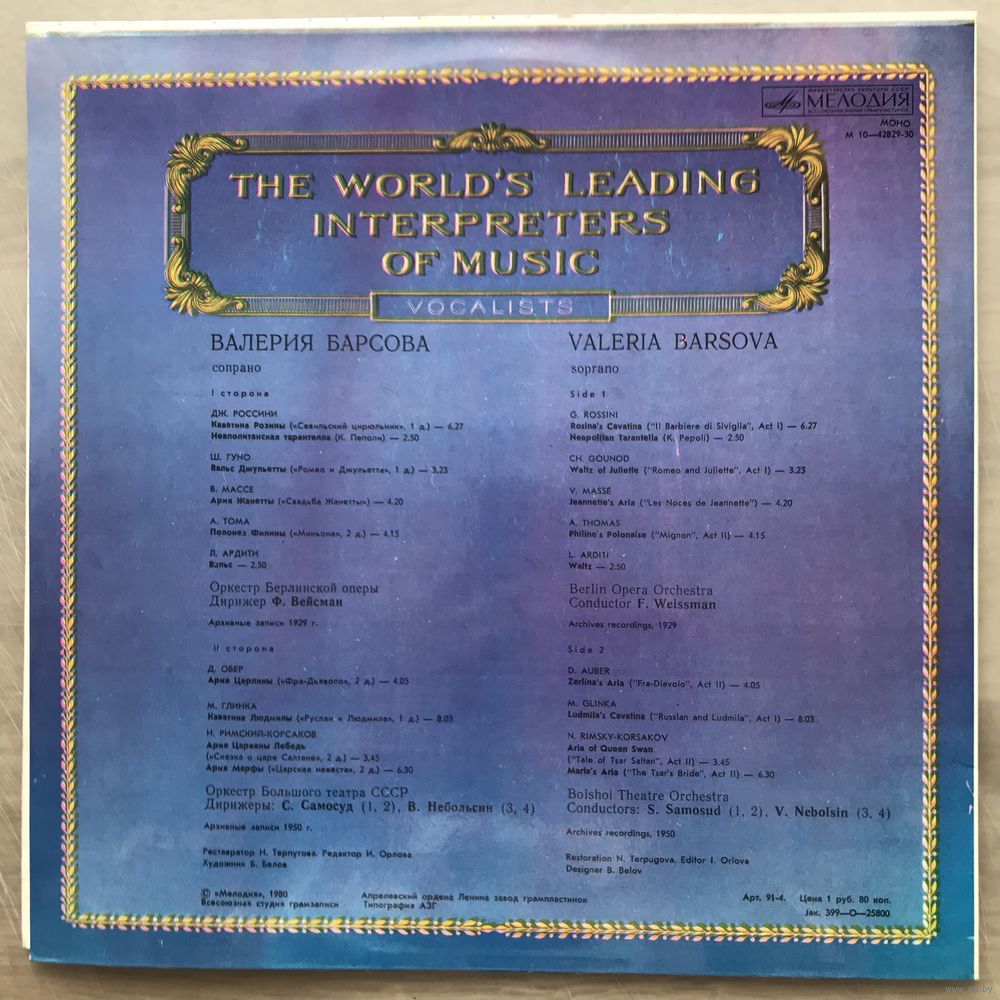 МИНИСТЕРСТВО КУЛЬТУРЫ СССР
МЕЛОДИЯ
ВСЕСОЮЗНАЯ ФИРМА ГРАМПЛАСТИНОК
МОНО
М 10—42829-30
THE WORLD'S LEADING
INTERPRETERS
OF MUSIC
VOCALISTS
ВАЛЕРИЯ БАРСОВА
сопрано
I сторона
ДЖ. РОССИНИ
Каватина Розины («Севильский цирюльник», 1 д.) — 6.27
Неаполитанская тарантелла (К. Пеполи) — 2.50
Ш. ГУНО
Вальс Джульетты («Ромео и Джульетта», 1 д.) — 3.23
В. МАССЕ
Ария Жанетты («Свадьба Жанетты») — 4.20
А. ТОМА
Полонез Филины («Миньона», 2 д.) — 4.15
Л. АРДИТИ
Вальс — 2.50
Оркестр Берлинской оперы
Дирижер Ф. Вейсман
Архивные записи 1929 г.
II сторона
Д. ОБЕР
Ария Церлины («Фра-Дьяволо», 2 д.) — 4.05
М. ГЛИНКА
Каватина Людмилы («Руслан и Людмила», 1 д.) — 8.03
Н. РИМСКИЙ-КОРСАКОВ
Ария Царевны Лебедь
(«Сказка о царе Салтане», 2 д.) — 3.45
Ария Марфы («Царская невеста», 2 д.) — 6.30
Оркестр Большого театра СССР
Дирижеры: С. Самосуд (1, 2), В. Небольсин (3, 4)
Архивные записи 1950 г.
Реставратор Н. Терпугова. Редактор И. Орлова
Художник Б. Белов
VALERIA BARSOVA
soprano
Side 1
G. ROSSINI
Rosina's Cavatina ("Il Barbiere di Siviglia", Act I) — 6.27
Neapolitan Tarantella (K. Pepoli) — 2.50
CH. GOUNOD
Waltz of Juliette ("Romeo and Juliette", Act I) — 3.23
V. MASSE
Jeannette's Aria ("Les Noces de Jeannette") — 4.20
A. THOMAS
Philine's Polonaise ("Mignon", Act II) — 4.15
L. ARDITI
Waltz — 2.50
Berlin Opera Orchestra
Conductor F. Weissman
Archives recordings, 1929
Side 2
D. AUBER
Zerlina's Aria ("Fra-Diavolo", Act II) — 4.05
M. GLINKA
Ludmila's Cavatina ("Russlan and Ludmila", Act I) — 8.03
N. RIMSKY-KORSAKOV
Aria of Queen Swan
("Tale of Tsar Saltan", Act II) — 3.45
Maria's Aria ("The Tsar's Bride", Act II) — 6.30
Bolshoi Theatre Orchestra
Conductors: S. Samosud (1, 2), V. Nebolsin (3, 4)
Archives recordings, 1950
Restoration N. Terpugova. Editor I. Orlova
Designer B. Belov
© «Мелодия», 1980
Всесоюзная студия грамзаписи
Апрелевский ордена Ленина завод грампластинок
Типография АЗГ
Арт. 91-4. Цена 1 руб. 80 коп.
Зак. 399—О—25800